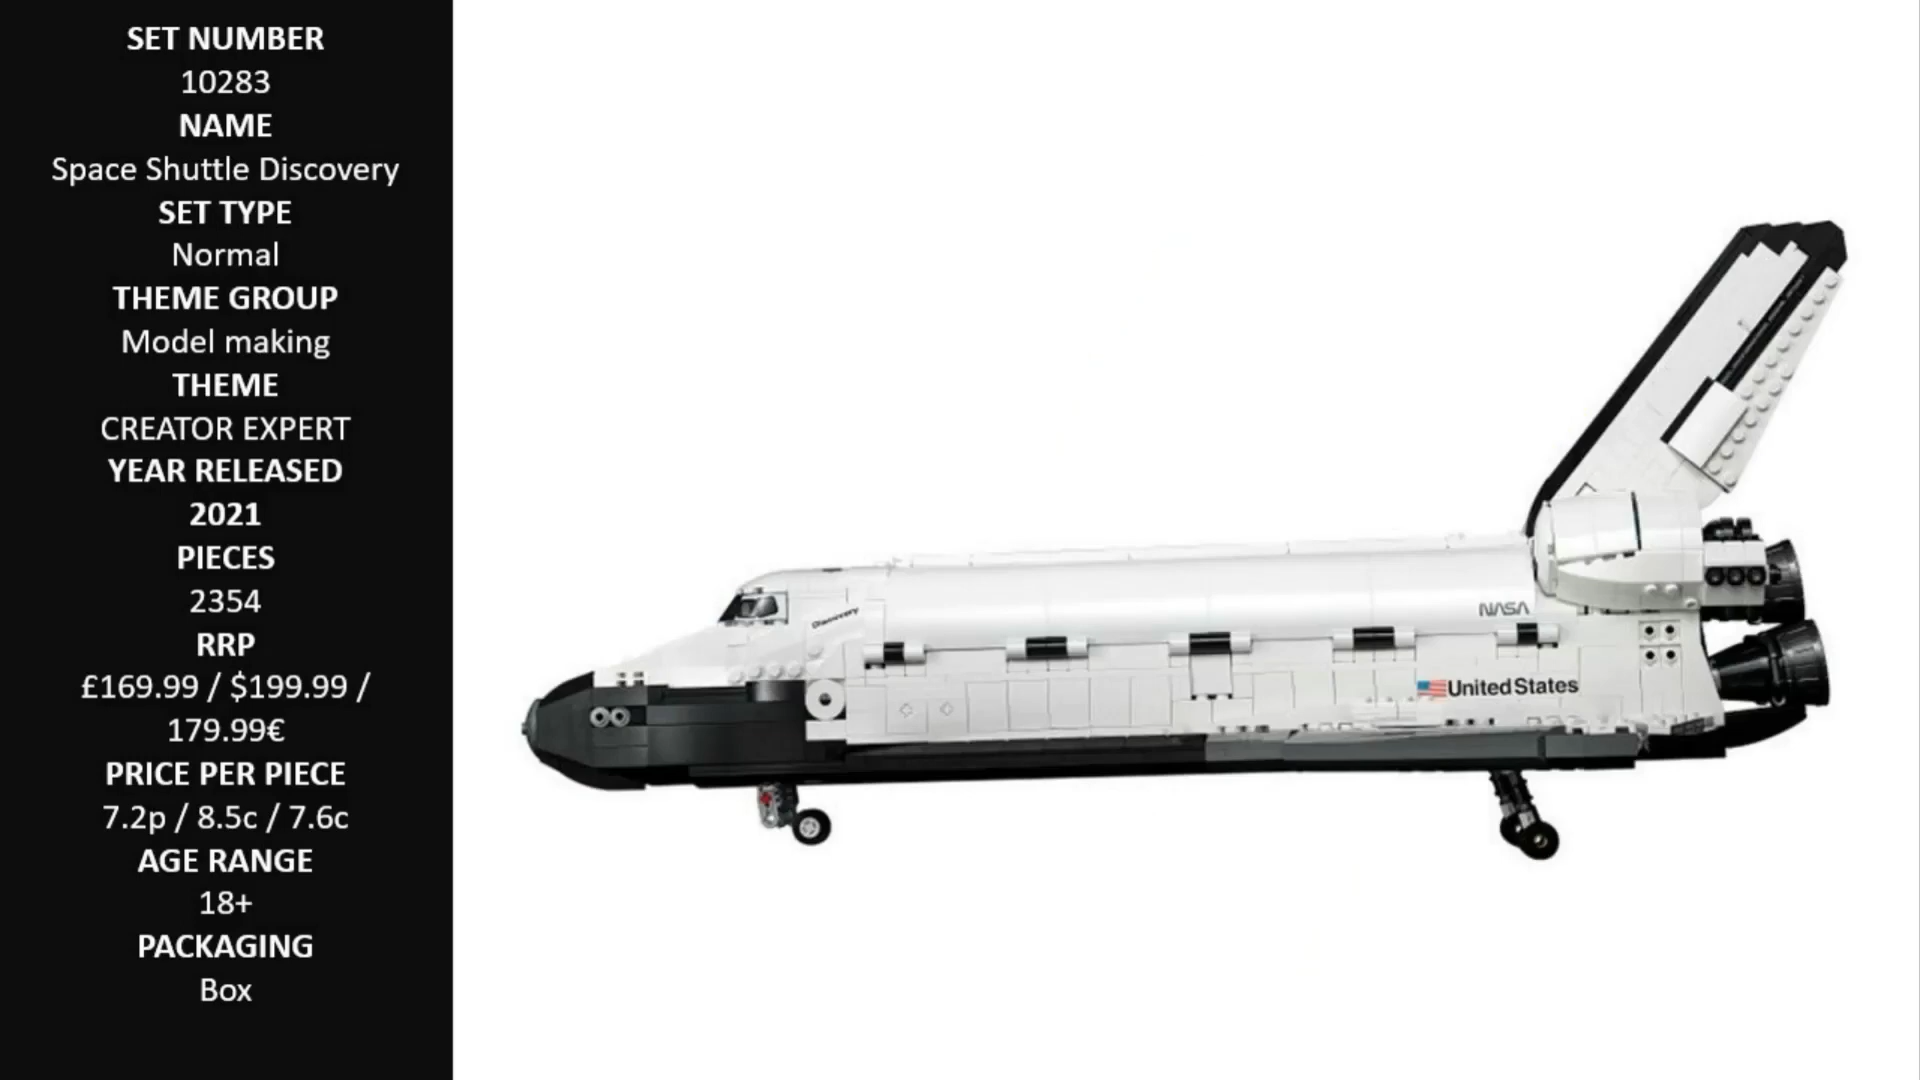 SET NUMBER
10283
NAME
Space Shuttle Discovery
SET TYPE
Normal
THEME GROUP
Model making
THEME
CREATOR EXPERT
YEAR RELEASED
2021
PIECES
2354
RRP
£169.99 / $199.99 /
179.99€
PRICE PER PIECE
7.2p / 8.5c / 7.6c
AGE RANGE
18+
PACKAGING
Box
Discovery
NASA
United States